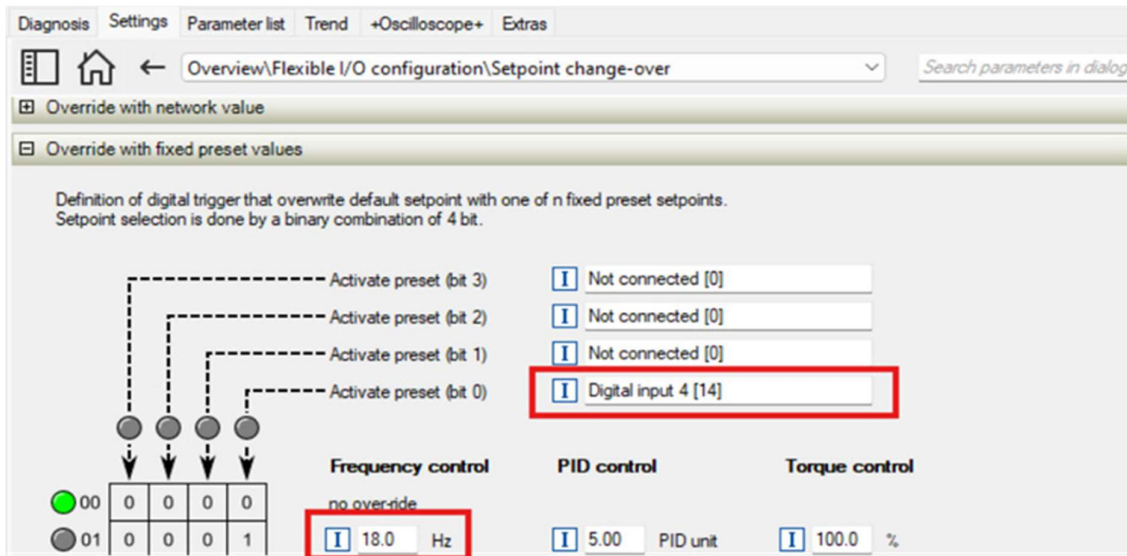 Diagnosis Settings Parameter list Trend +Oscilloscope+ Extras
Overview\Flexible I/O configuration\Setpoint change-over Search parameters in dialog
Override with network value
Override with fixed preset values
Definition of digital trigger that overwrite default setpoint with one of n fixed preset setpoints.
Setpoint selection is done by a binary combination of 4 bit.
Activate preset (bit 3) I Not connected [0]
Activate preset (bit 2) I Not connected [0]
Activate preset (bit 1) I Not connected [0]
Activate preset (bit 0) I Digital input 4 [14]
Frequency control PID control Torque control
00 0 0 0 0 no over-ride
01 0 0 0 1 I 18.0 Hz I 5.00 PID unit I 100.0 %